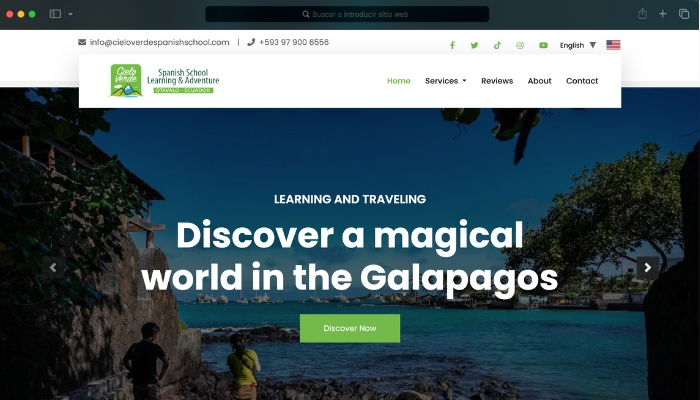 Buscar o introducir sitio web
info@cieloverdespanishschool.com | +593 97 900 6556
English
Cielo Verde
Spanish School
Learning & Adventure
OTAVALO - ECUADOR
Home Services Reviews About Contact
LEARNING AND TRAVELING
Discover a magical
world in the Galapagos
Discover Now